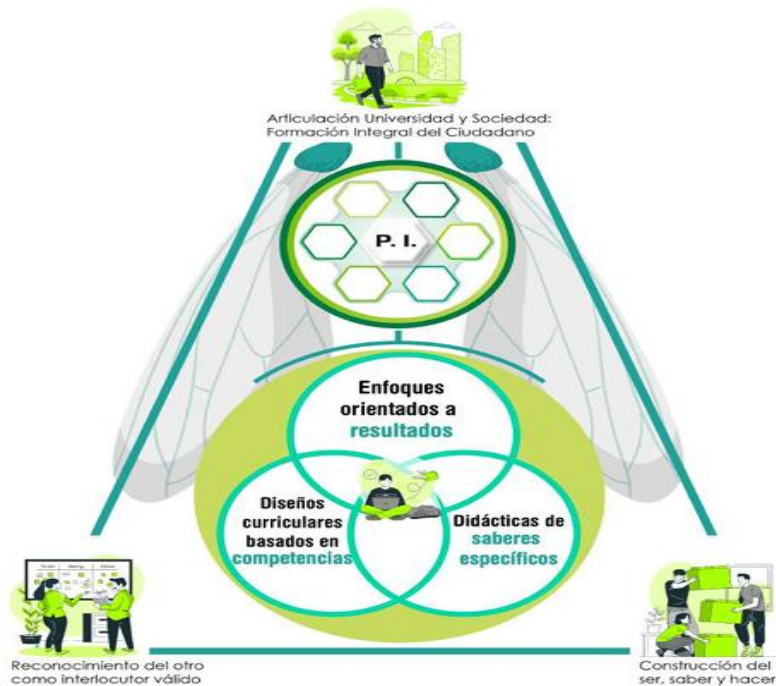 Articulación Universidad y Sociedad:
Formación Integral del Ciudadano
P. I.
Enfoques
orientados a
resultados
Diseños
curriculares
basados en
competencias
Didácticas de
saberes
específicos
Reconocimiento del otro
como interlocutor válido
Construcción del
ser, saber y hacer